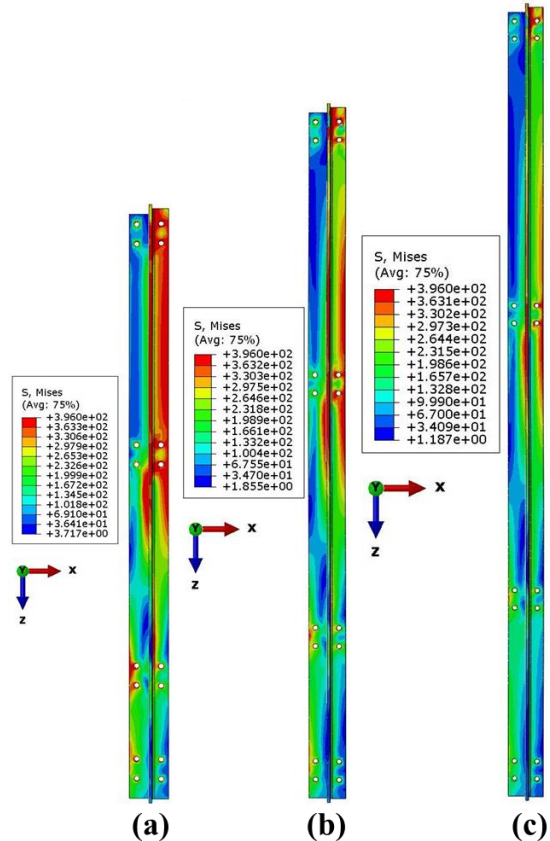 S, Mises
(Avg: 75%)
+3.960e+02
+3.633e+02
+3.306e+02
+2.979e+02
+2.653e+02
+2.326e+02
+1.999e+02
+1.672e+02
+1.345e+02
+1.018e+02
+6.910e+01
+3.641e+01
+3.717e+00
Y
X
Z
(a)
S, Mises
(Avg: 75%)
+3.960e+02
+3.632e+02
+3.303e+02
+2.975e+02
+2.646e+02
+2.318e+02
+1.989e+02
+1.661e+02
+1.332e+02
+1.004e+02
+6.755e+01
+3.470e+01
+1.855e+00
Y
X
Z
(b)
S, Mises
(Avg: 75%)
+3.960e+02
+3.631e+02
+3.302e+02
+2.973e+02
+2.644e+02
+2.315e+02
+1.986e+02
+1.657e+02
+1.328e+02
+9.990e+01
+6.700e+01
+3.409e+01
+1.187e+00
Y
X
Z
(c)